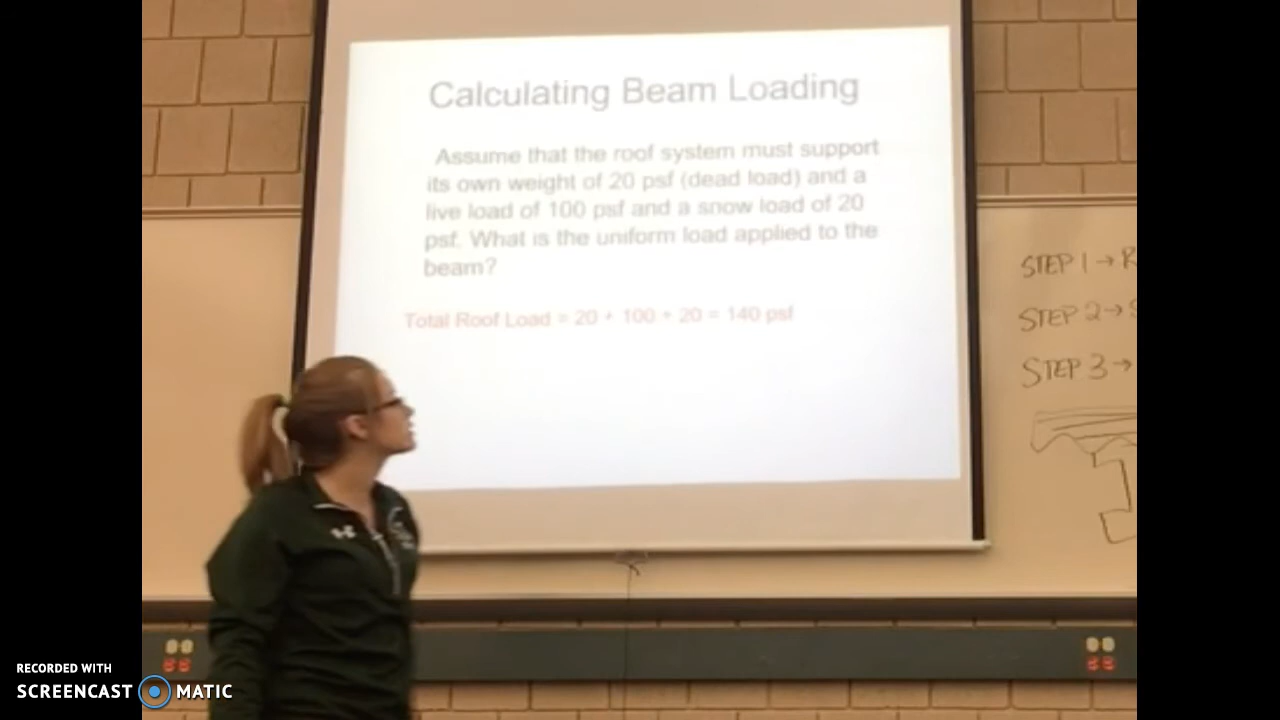 Calculating Beam Loading
Assume that the roof system must support
its own weight of 20 psf (dead load) and a
live load of 100 psf and a snow load of 20
psf. What is the uniform load applied to the
beam?
Total Roof Load = 20 + 100 + 20 = 140 psf
STEP 1 → R
STEP 2 → S
STEP 3 →
RECORDED WITH
SCREENCAST MATIC